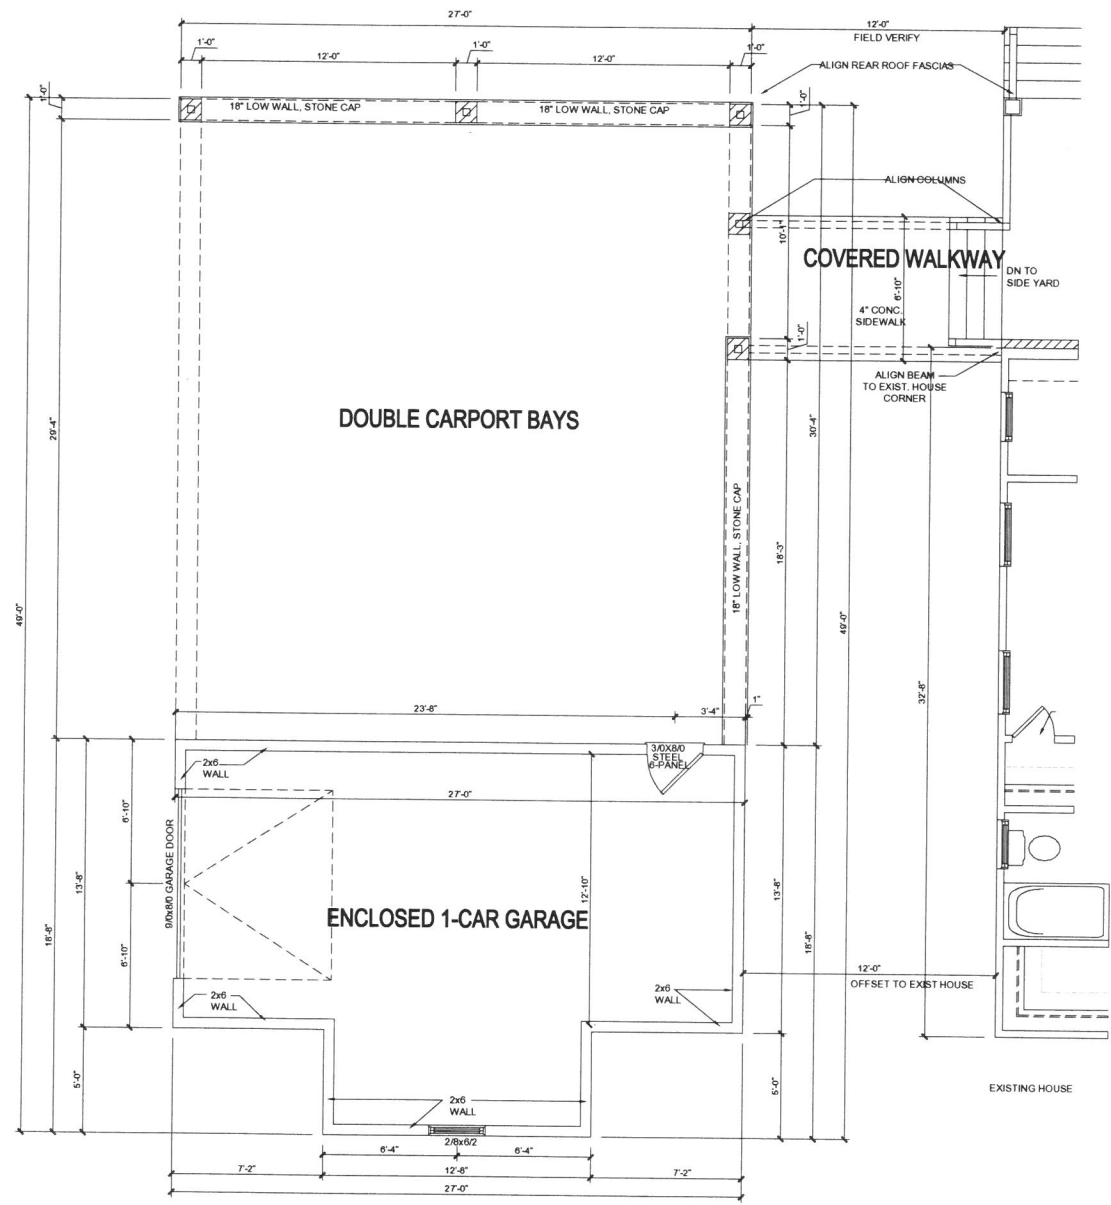 27'-0"
12'-0"
FIELD VERIFY
1'-0"
12'-0"
1'-0"
12'-0"
1'-0"
ALIGN REAR ROOF FASCIAS
1'-0"
18" LOW WALL, STONE CAP
18" LOW WALL, STONE CAP
1'-0"
ALIGN COLUMNS
10'-1"
COVERED WALKWAY
DN TO
SIDE YARD
6'-10"
4" CONC.
SIDEWALK
1'-0"
ALIGN BEAM
TO EXIST. HOUSE
CORNER
DOUBLE CARPORT BAYS
29'-4"
30'-4"
18" LOW WALL, STONE CAP
18'-3"
49'-0"
49'-0"
32'-8"
23'-8"
3'-4"
1"
2x6
WALL
3/0X8/0
STEEL
6-PANEL
27'-0"
6'-10"
9/0x8/0 GARAGE DOOR
13'-8"
12'-10"
13'-8"
ENCLOSED 1-CAR GARAGE
18'-8"
18'-8"
6'-10"
12'-0"
OFFSET TO EXIST HOUSE
2x6
WALL
2x6
WALL
5'-0"
5'-0"
EXISTING HOUSE
2x6
WALL
2/8x6/2
6'-4"
6'-4"
7'-2"
12'-8"
7'-2"
27'-0"